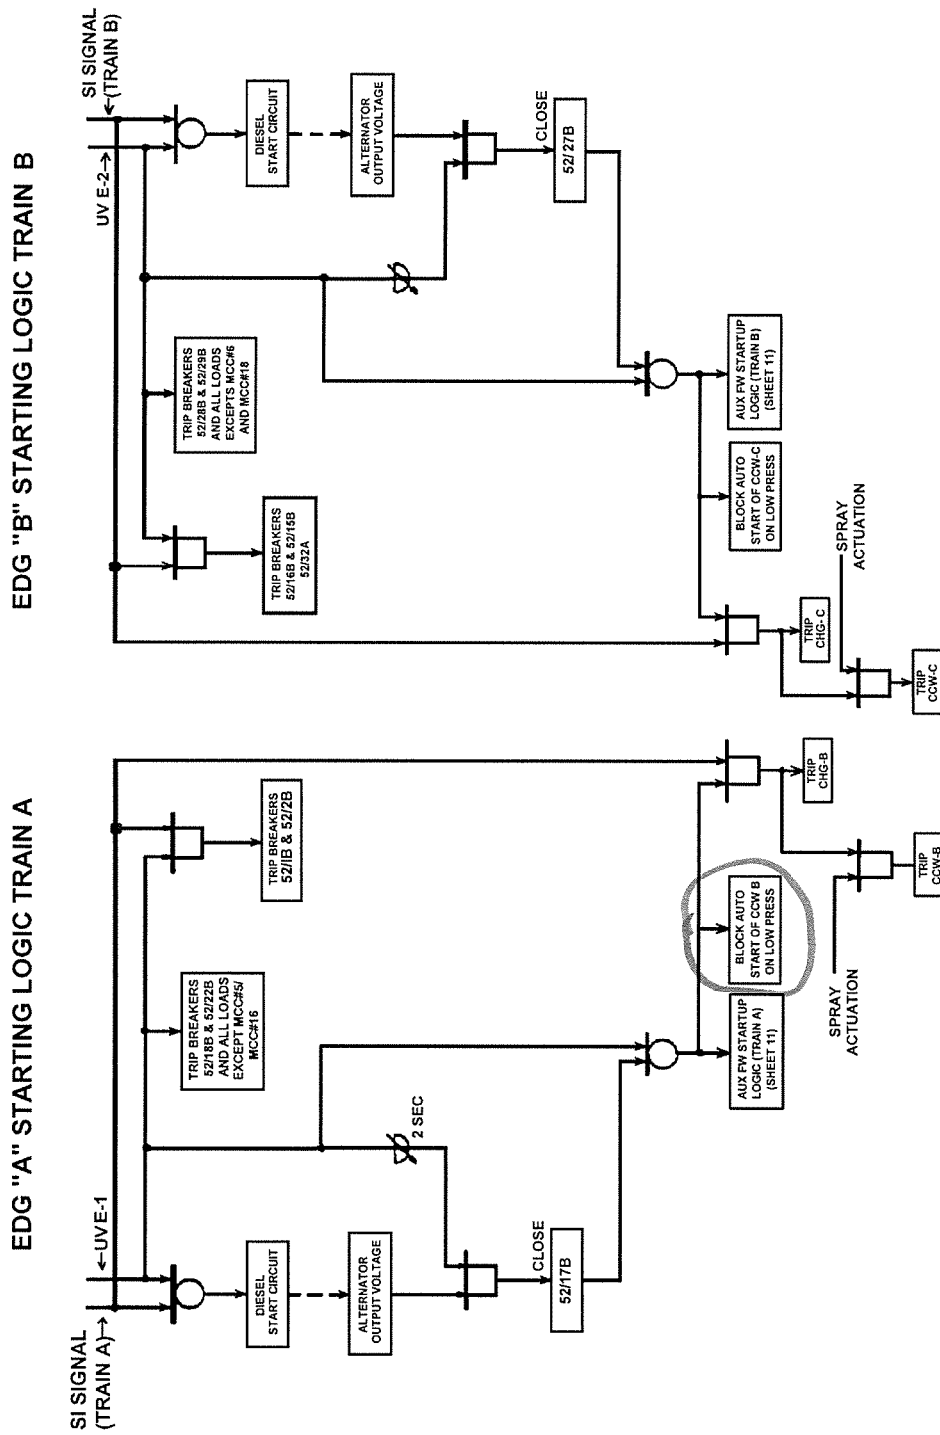 EDG "A" STARTING LOGIC TRAIN A
SI SIGNAL
(TRAIN A)→
←UVE-1
DIESEL
START CIRCUIT
ALTERNATOR
OUTPUT VOLTAGE
2 SEC
CLOSE
52/17B
TRIP BREAKERS
52/18B & 52/22B
AND ALL LOADS
EXCEPT MCC#5/
MCC#16
TRIP BREAKERS
52/IB & 52/2B
AUX FW STARTUP
LOGIC (TRAIN A)
(SHEET 11)
BLOCK AUTO
START OF CCW B
ON LOW PRESS
SPRAY
ACTUATION
TRIP
CHG-B
TRIP
CCW-B
EDG "B" STARTING LOGIC TRAIN B
SI SIGNAL
←(TRAIN B)
UV E-2→
DIESEL
START CIRCUIT
ALTERNATOR
OUTPUT VOLTAGE
CLOSE
52/27B
TRIP BREAKERS
52/28B & 52/29B
AND ALL LOADS
EXCEPTS MCC#6
AND MCC#18
TRIP BREAKERS
52/16B & 52/15B
52/32A
AUX FW STARTUP
LOGIC (TRAIN B)
(SHEET 11)
BLOCK AUTO
START OF CCW-C
ON LOW PRESS
SPRAY
ACTUATION
TRIP
CHG- C
TRIP
CCW-C